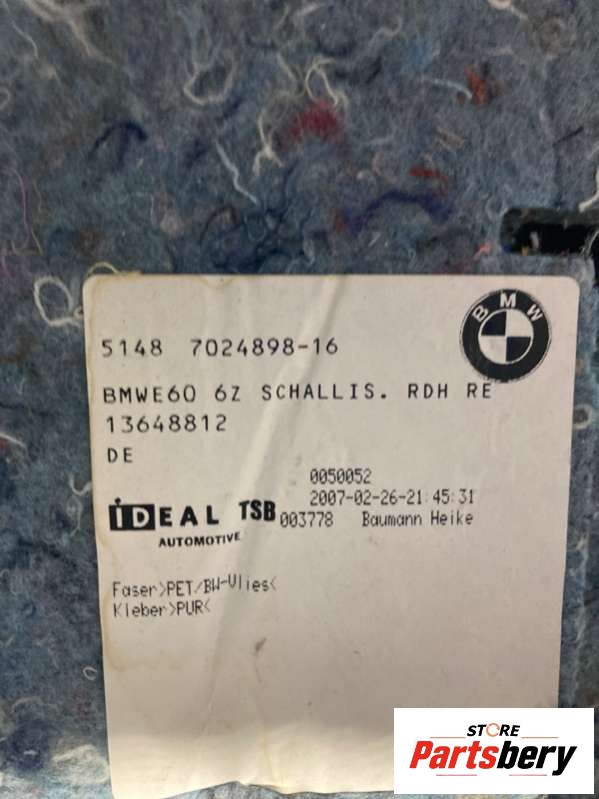 BMW
5148 7024898-16
BMWE60 6Z SCHALLIS. RDH RE
13648812
DE
0050052
2007-02-26-21:45:31
IDEAL TSB 003778 Baumann Heike
AUTOMOTIVE
Faser>PET/BW-Vlies<
Kleber>PUR<
STORE
Partsbery